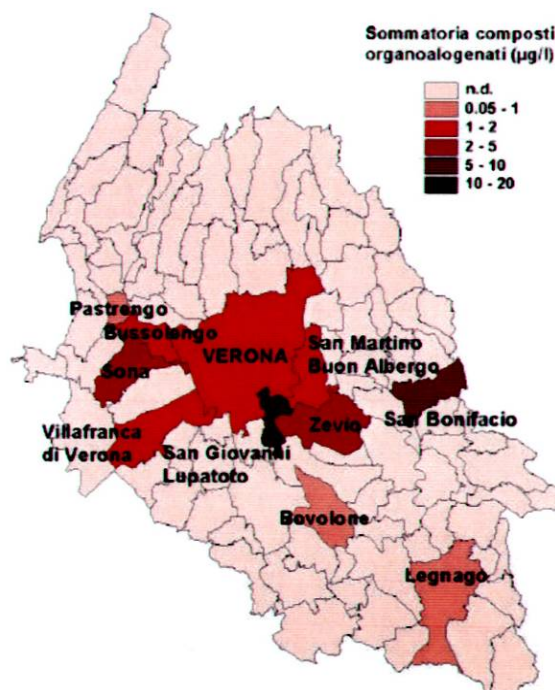 Sommatoria composti
organoalogenati (µg/l)
n.d.
0.05 - 1
1 - 2
2 - 5
5 - 10
10 - 20
Pastrengo
Bussolengo
VERONA
Sona
San Martino
Buon Albergo
Villafranca
di Verona
San Giovanni
Lupatoto
Zevio
San Bonifacio
Bovolone
Legnago